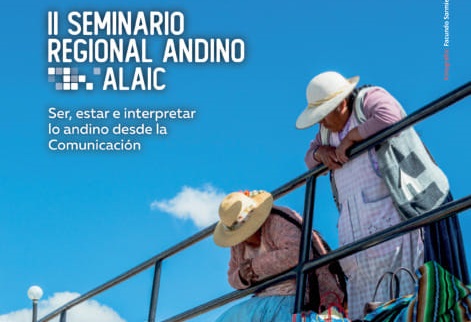 II SEMINARIO
REGIONAL ANDINO
ALAIC
Ser, estar e interpretar
lo andino desde la
Comunicación
Facundo